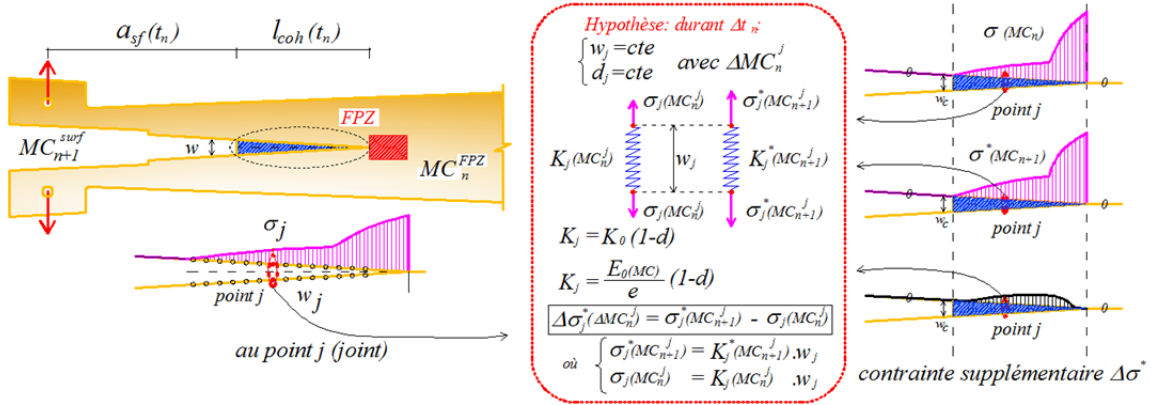 a_sf(t_n) l_coh(t_n)
FPZ
MC_{n+1}^{surf} w MC_n^{FPZ}
σ_j
point j w_j
au point j (joint)
Hypothèse: durant Δt_n:
{ w_j=cte
d_j=cte avec ΔMC_n^j
σ_j(MC_n^j) σ_j^*(MC_{n+1}^j)
K_j(MC_n^j) w_j K_j^*(MC_{n+1}^j)
σ_j(MC_n^j) σ_j^*(MC_{n+1}^j)
K_j = K_0 (1-d)
K_j = E_0(MC)/e (1-d)
Δσ_j^*(ΔMC_n^j) = σ_j^*(MC_{n+1}^j) - σ_j(MC_n^j)
où { σ_j^*(MC_{n+1}^j) = K_j^*(MC_{n+1}^j) .w_j
σ_j(MC_n^j) = K_j(MC_n^j) .w_j
σ(MC_n)
0 w_c 0
point j
σ^*(MC_{n+1})
0 w_c 0
point j
0 w_c 0
point j
contrainte supplémentaire Δσ^*